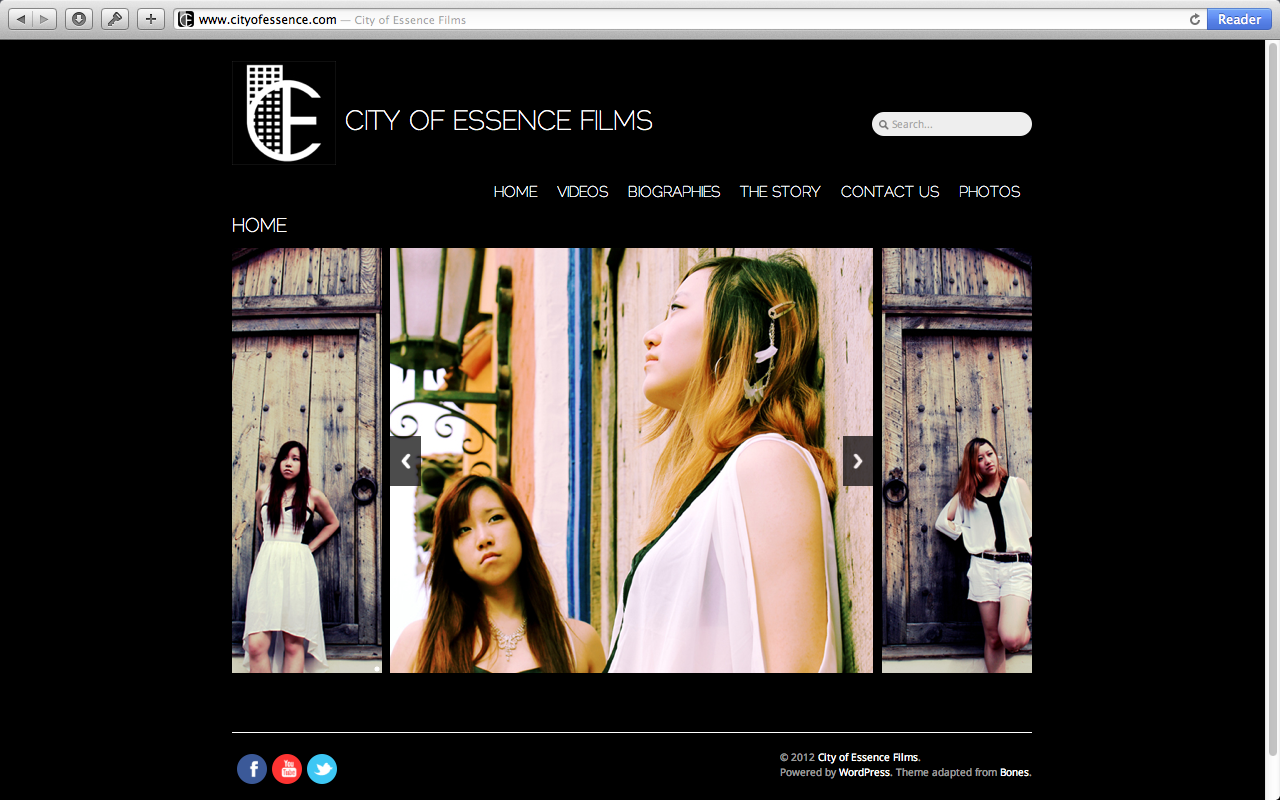 www.cityofessence.com — City of Essence Films
Reader
CE
CITY OF ESSENCE FILMS
Search...
HOME VIDEOS BIOGRAPHIES THE STORY CONTACT US PHOTOS
HOME
f You Tube
© 2012 City of Essence Films.
Powered by WordPress. Theme adapted from Bones.